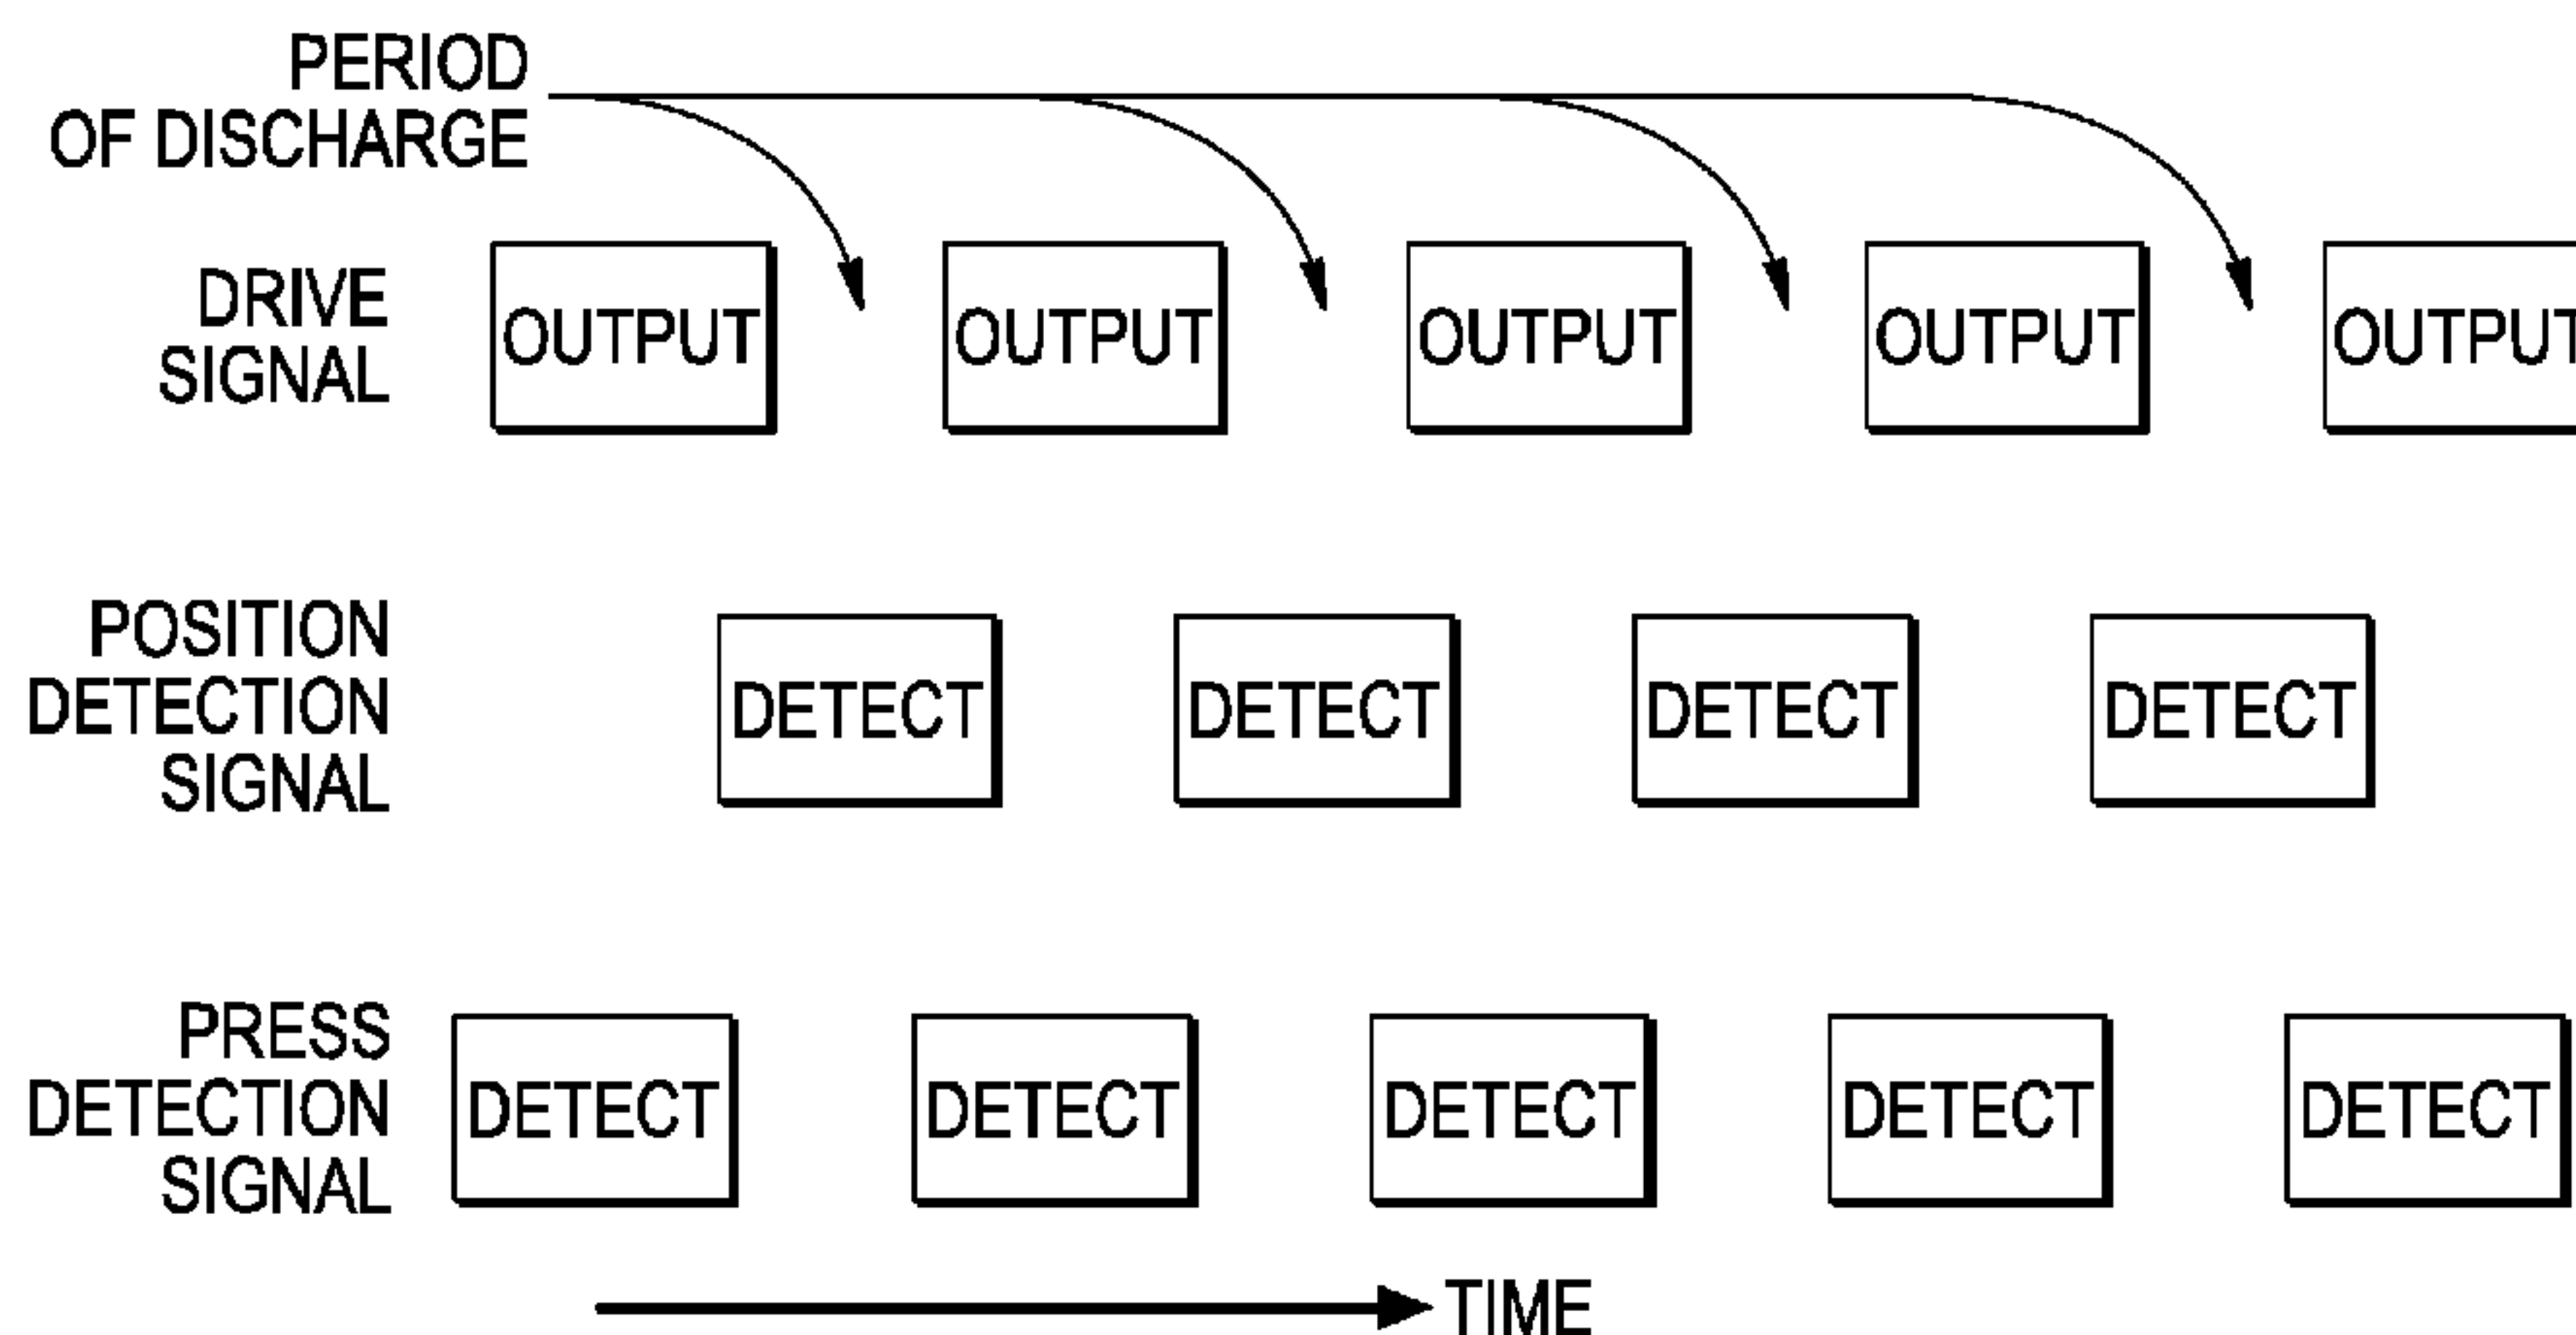 PERIOD
OF DISCHARGE
DRIVE
SIGNAL
OUTPUT OUTPUT OUTPUT OUTPUT OUTPUT
POSITION
DETECTION
SIGNAL
DETECT DETECT DETECT DETECT
PRESS
DETECTION
SIGNAL
DETECT DETECT DETECT DETECT DETECT
TIME